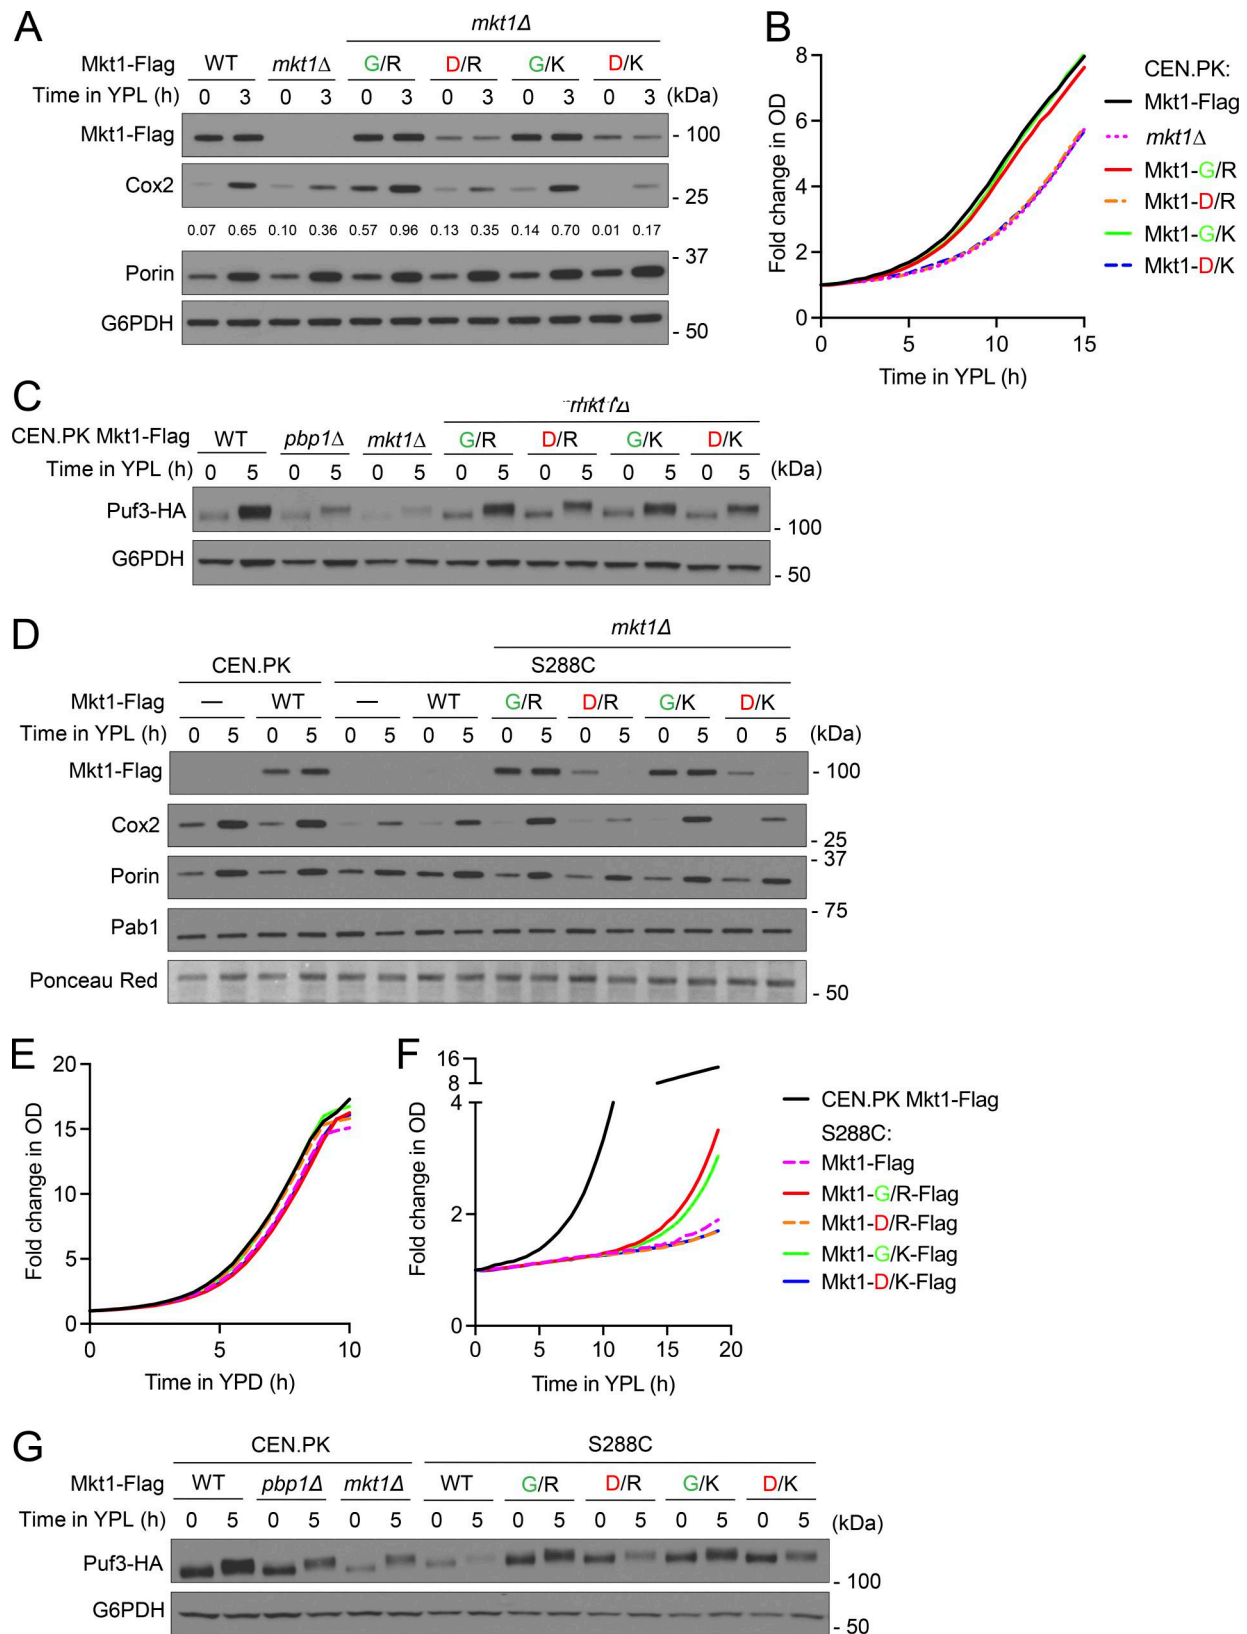 A
mkt1Δ
Mkt1-Flag WT mkt1Δ G/R D/R G/K D/K
Time in YPL (h) 0 3 0 3 0 3 0 3 0 3 0 3 (kDa)
Mkt1-Flag - 100
Cox2 - 25
0.07 0.65 0.10 0.36 0.57 0.96 0.13 0.35 0.14 0.70 0.01 0.17
Porin - 37
G6PDH - 50
B
Fold change in OD
8
6
4
2
0
0 5 10 15
Time in YPL (h)
CEN.PK:
Mkt1-Flag
mkt1Δ
Mkt1-G/R
Mkt1-D/R
Mkt1-G/K
Mkt1-D/K
C
mkt1Δ
CEN.PK Mkt1-Flag WT pbp1Δ mkt1Δ G/R D/R G/K D/K
Time in YPL (h) 0 5 0 5 0 5 0 5 0 5 0 5 0 5 (kDa)
Puf3-HA - 100
G6PDH - 50
D
mkt1Δ
CEN.PK S288C
Mkt1-Flag — WT — WT G/R D/R G/K D/K
Time in YPL (h) 0 5 0 5 0 5 0 5 0 5 0 5 0 5 0 5 (kDa)
Mkt1-Flag - 100
Cox2 - 25
Porin - 37
Pab1 - 75
Ponceau Red - 50
E
Fold change in OD
20
15
10
5
0
0 5 10
Time in YPD (h)
F
Fold change in OD
16
8
4
2
0
0 5 10 15 20
Time in YPL (h)
CEN.PK Mkt1-Flag
S288C:
Mkt1-Flag
Mkt1-G/R-Flag
Mkt1-D/R-Flag
Mkt1-G/K-Flag
Mkt1-D/K-Flag
G
CEN.PK S288C
Mkt1-Flag WT pbp1Δ mkt1Δ WT G/R D/R G/K D/K
Time in YPL (h) 0 5 0 5 0 5 0 5 0 5 0 5 0 5 0 5 (kDa)
Puf3-HA - 100
G6PDH - 50